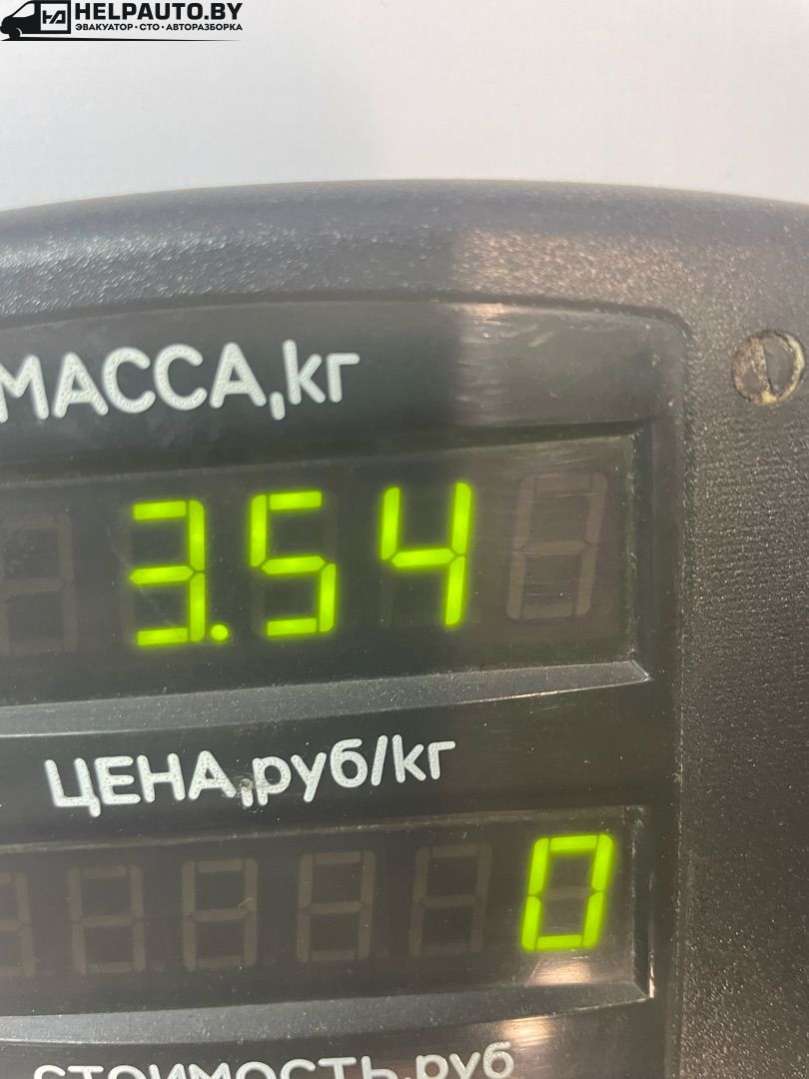 HELPAUTO.BY
ЭВАКУАТОР · СТО · АВТОРАЗБОРКА
МАССА,кг
3.54
ЦЕНА,руб/кг
0
СТОИМОСТЬ,руб